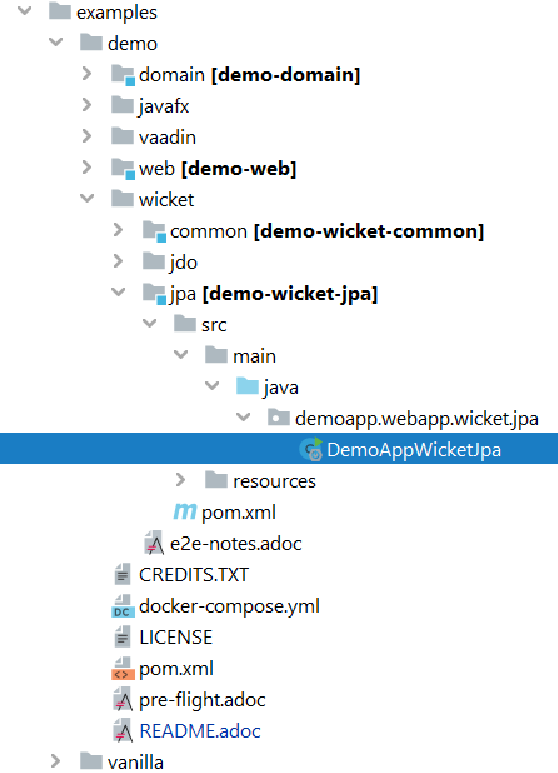 examples
demo
domain [demo-domain]
javafx
vaadin
web [demo-web]
wicket
common [demo-wicket-common]
jdo
jpa [demo-wicket-jpa]
src
main
java
demoapp.webapp.wicket.jpa
DemoAppWicketJpa
resources
m pom.xml
e2e-notes.adoc
CREDITS.TXT
DC docker-compose.yml
LICENSE
pom.xml
pre-flight.adoc
README.adoc
vanilla